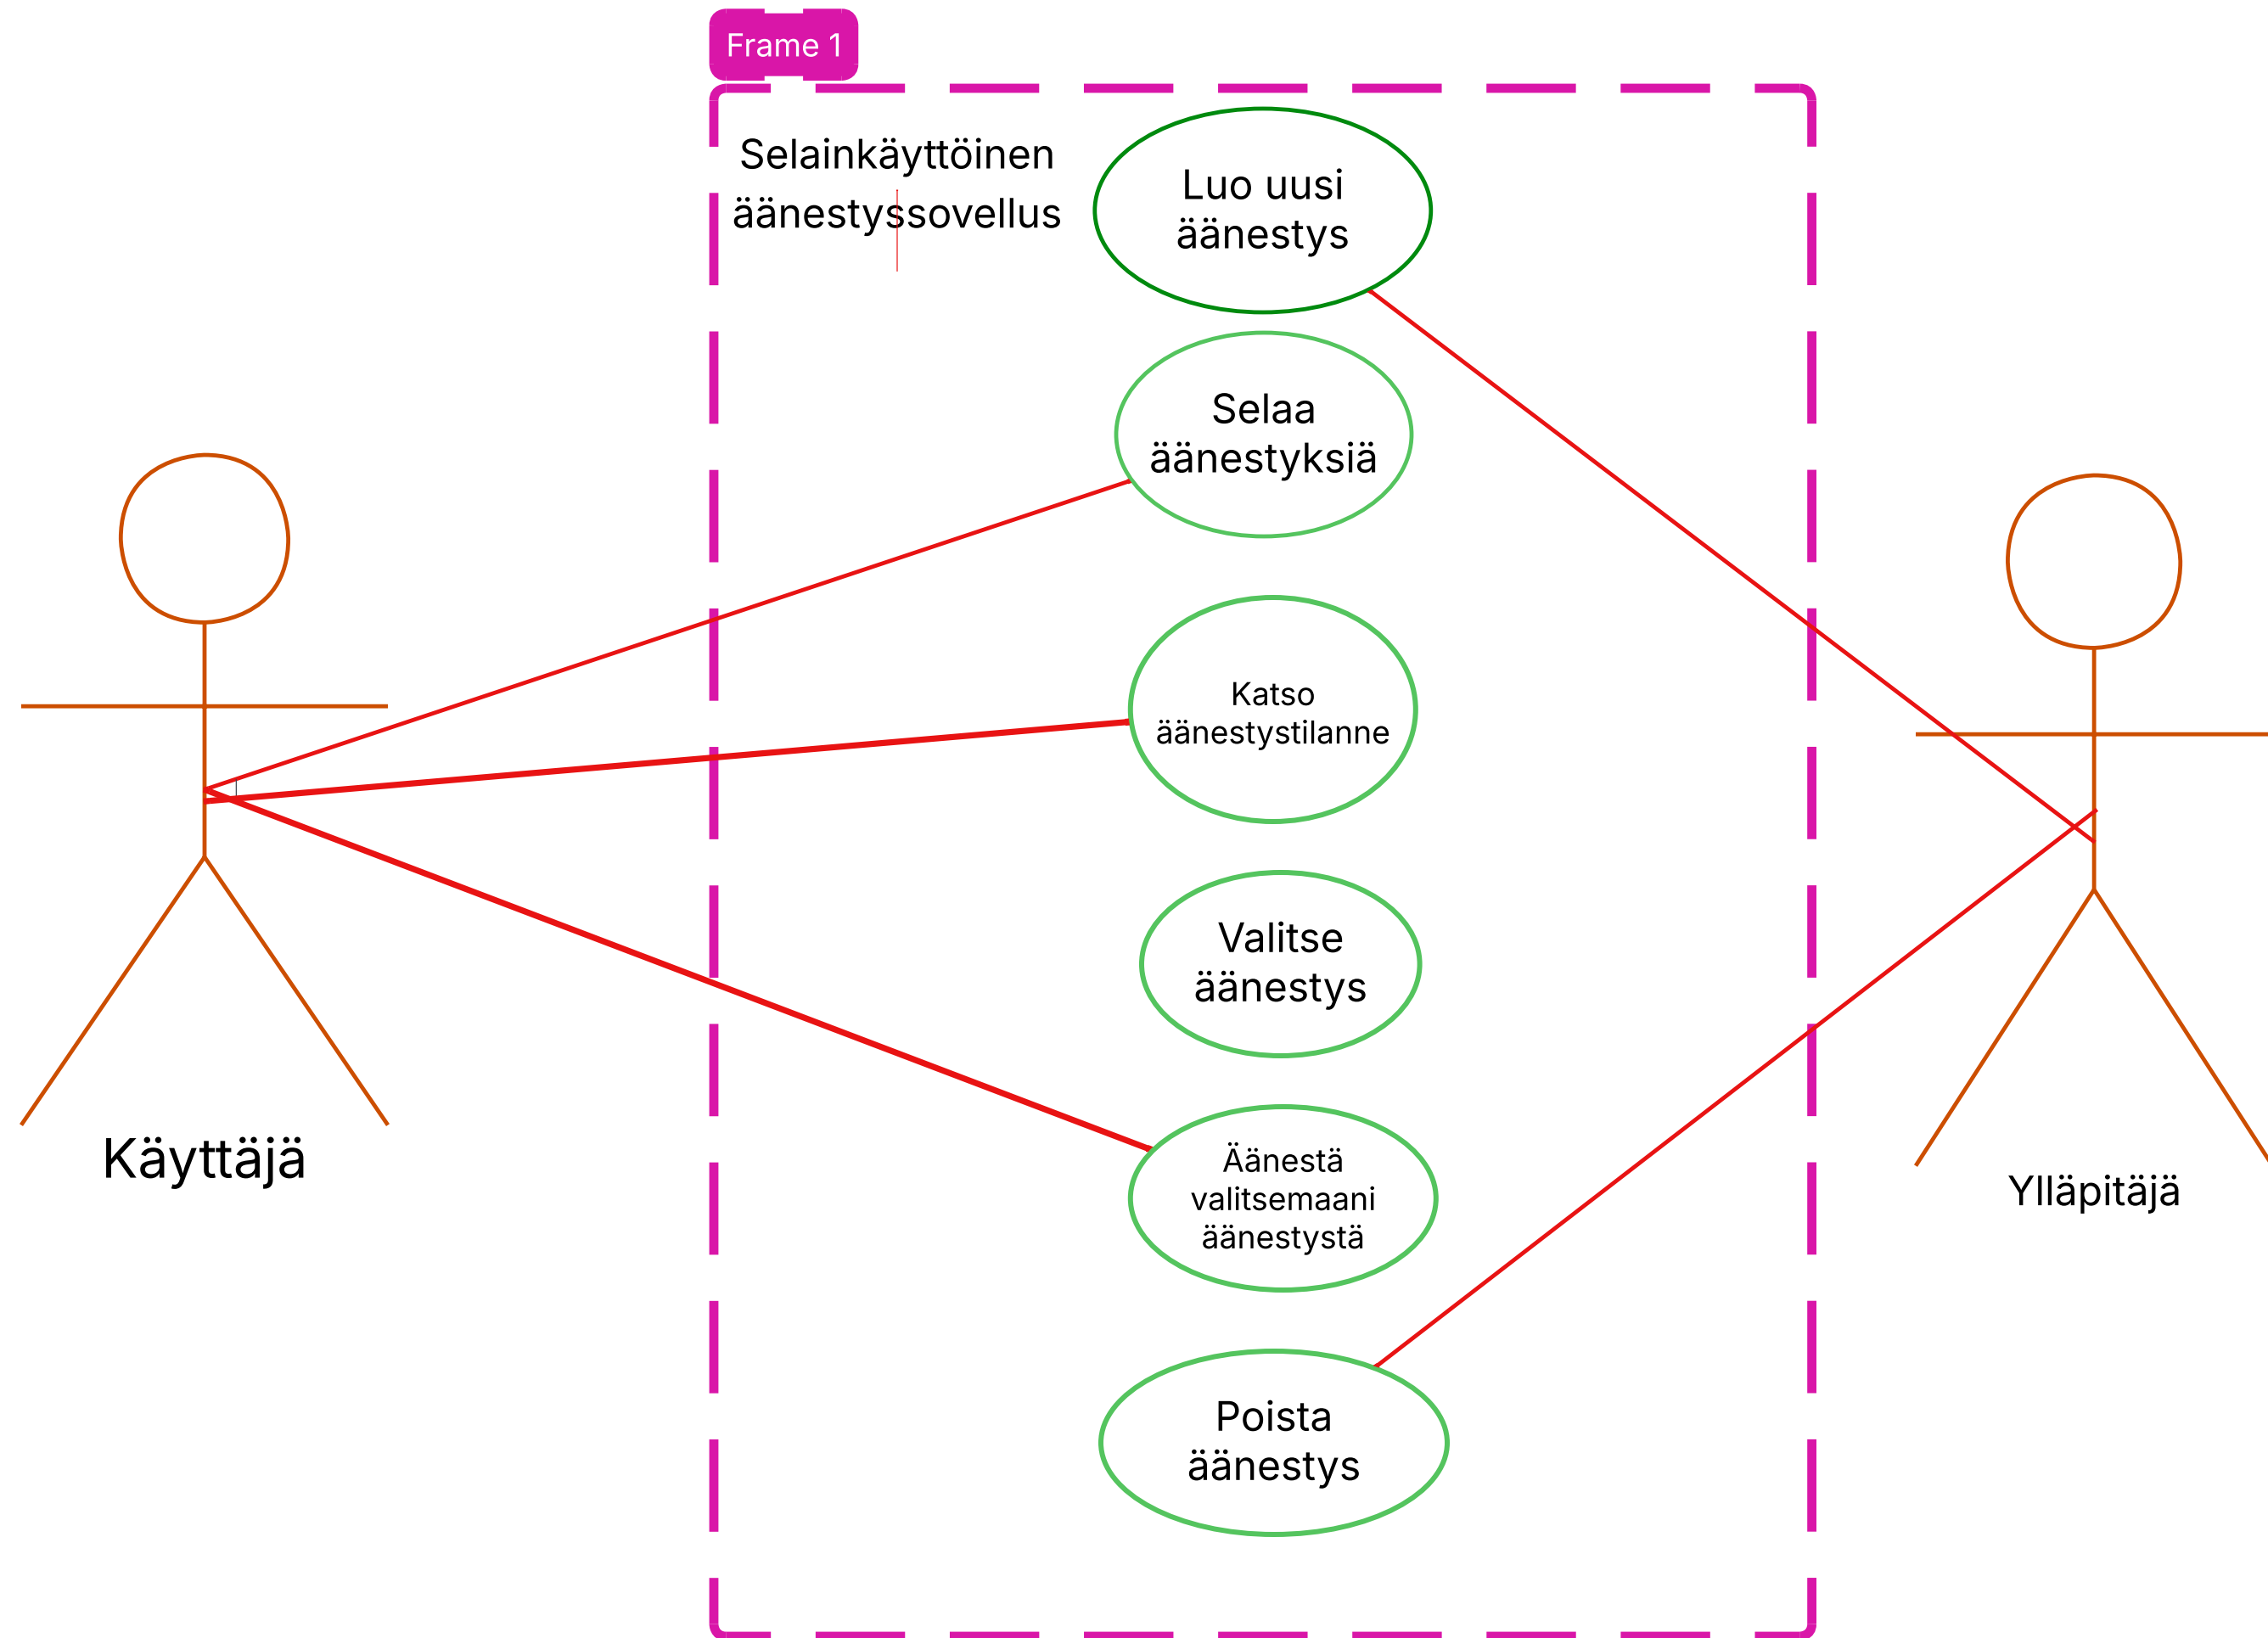 Frame 1
Selainkäyttöinen
äänestyssovellus
Luo uusi
äänestys
Selaa
äänestyksiä
Katso
äänestystilanne
Valitse
äänestys
Äänestä
valitsemaani
äänestystä
Poista
äänestys
Käyttäjä
Ylläpitäjä